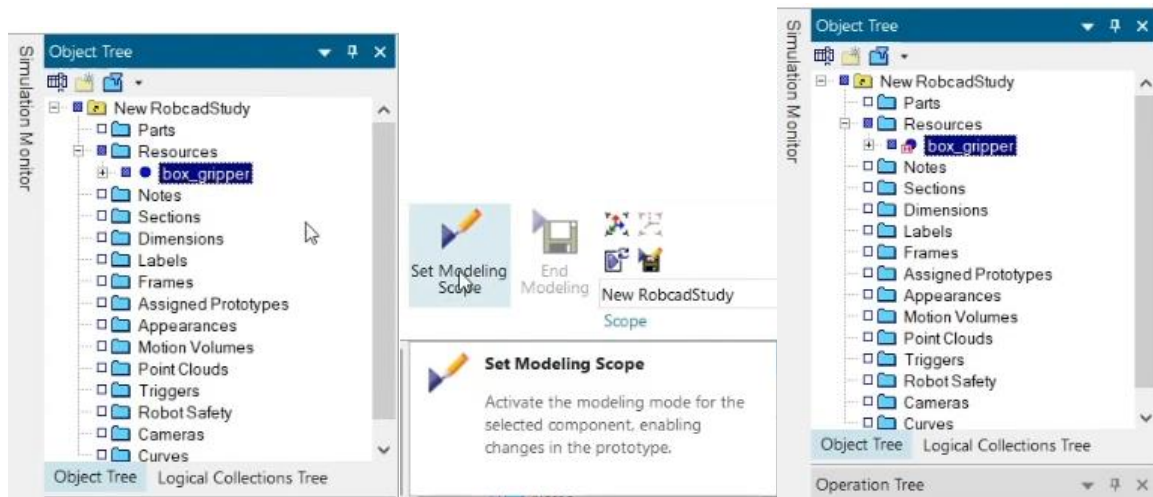 Simulation Monitor
Object Tree
New RobcadStudy
Parts
Resources
box_gripper
Notes
Sections
Dimensions
Labels
Frames
Assigned Prototypes
Appearances
Motion Volumes
Point Clouds
Triggers
Robot Safety
Cameras
Curves
Object Tree Logical Collections Tree
Set Modeling
Scope
End
Modeling
New RobcadStudy
Scope
Set Modeling Scope
Activate the modeling mode for the
selected component, enabling
changes in the prototype.
Simulation Monitor
Object Tree
New RobcadStudy
Parts
Resources
box_gripper
Notes
Sections
Dimensions
Labels
Frames
Assigned Prototypes
Appearances
Motion Volumes
Point Clouds
Triggers
Robot Safety
Cameras
Curves
Object Tree Logical Collections Tree
Operation Tree